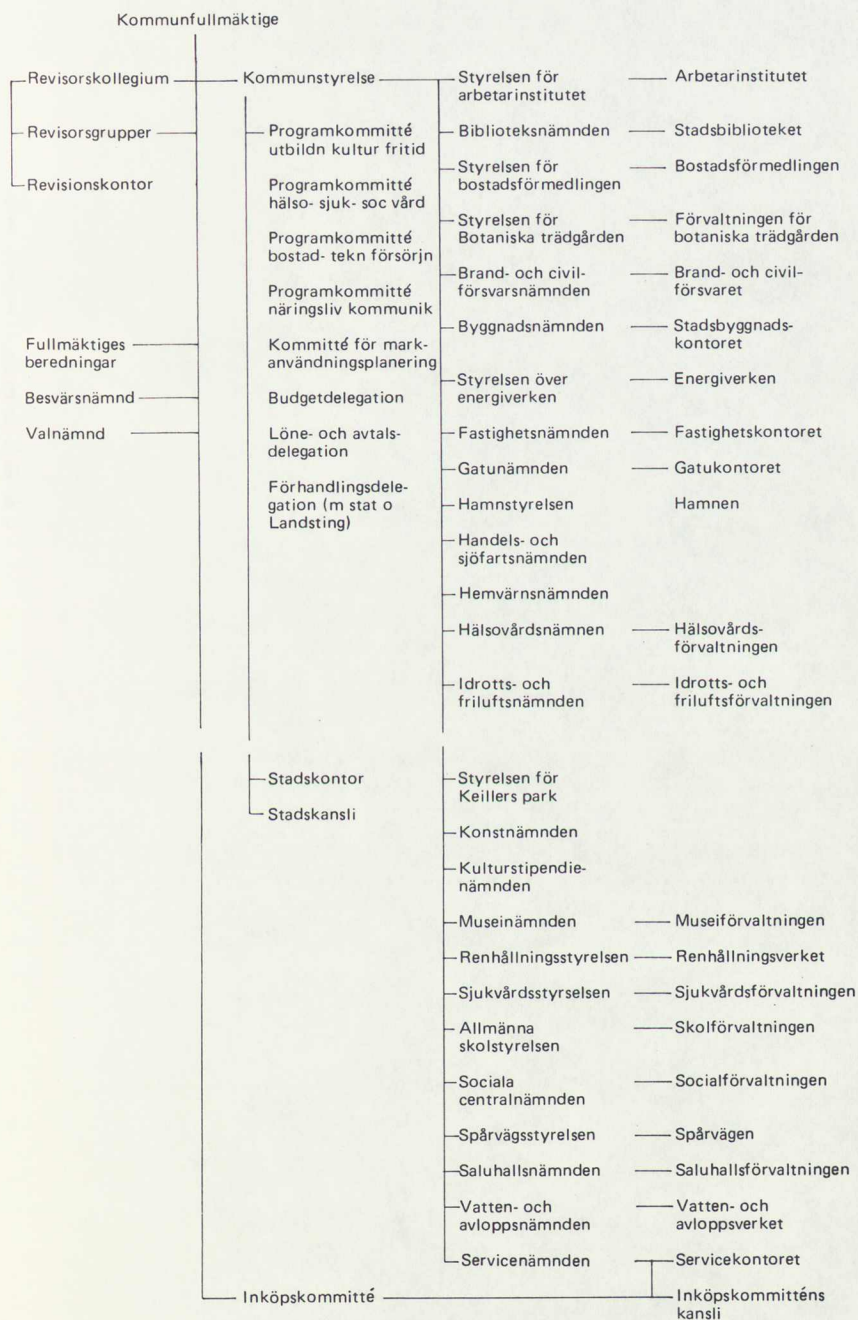 Kommunfullmäktige
Revisorskollegium
Revisorsgrupper
Revisionskontor
Fullmäktiges
beredningar
Besvärsnämnd
Valnämnd
Kommunstyrelse
Programkommitté
utbildn kultur fritid
Programkommitté
hälso- sjuk- soc vård
Programkommitté
bostad- tekn försörjn
Programkommitté
näringsliv kommunik
Kommitté för mark-
användningsplanering
Budgetdelegation
Löne- och avtals-
delegation
Förhandlingsdele-
gation (m stat o
Landsting)
Stadskontor
Stadskansli
Inköpskommitté
Styrelsen för
arbetarinstitutet
Biblioteksnämnden
Styrelsen för
bostadsförmedlingen
Styrelsen för
Botaniska trädgården
Brand- och civil-
försvarsnämnden
Byggnadsnämnden
Styrelsen över
energiverken
Fastighetsnämnden
Gatunämnden
Hamnstyrelsen
Handels- och
sjöfartsnämnden
Hemvärnsnämnden
Hälsovårdsnämnen
Idrotts- och
friluftsnämnden
Styrelsen för
Keillers park
Konstnämnden
Kulturstipendie-
nämnden
Museinämnden
Renhållningsstyrelsen
Sjukvårdsstyrselsen
Allmänna
skolstyrelsen
Sociala
centralnämnden
Spårvägsstyrelsen
Saluhallsnämnden
Vatten- och
avloppsnämnden
Servicenämnden
Arbetarinstitutet
Stadsbiblioteket
Bostadsförmedlingen
Förvaltningen för
botaniska trädgården
Brand- och civil-
försvaret
Stadsbyggnads-
kontoret
Energiverken
Fastighetskontoret
Gatukontoret
Hamnen
Hälsovårds-
förvaltningen
Idrotts- och
friluftsförvaltningen
Museiförvaltningen
Renhållningsverket
Sjukvårdsförvaltningen
Skolförvaltningen
Socialförvaltningen
Spårvägen
Saluhallsförvaltningen
Vatten- och
avloppsverket
Servicekontoret
Inköpskommitténs
kansli